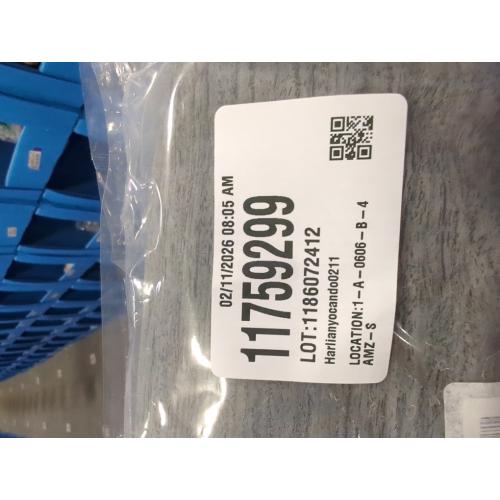 02/11/2026 08:05 AM
11759299
LOT:1186072412
Harlianyocando0211
LOCATION:1-A-0606-B-4
AMZ-S